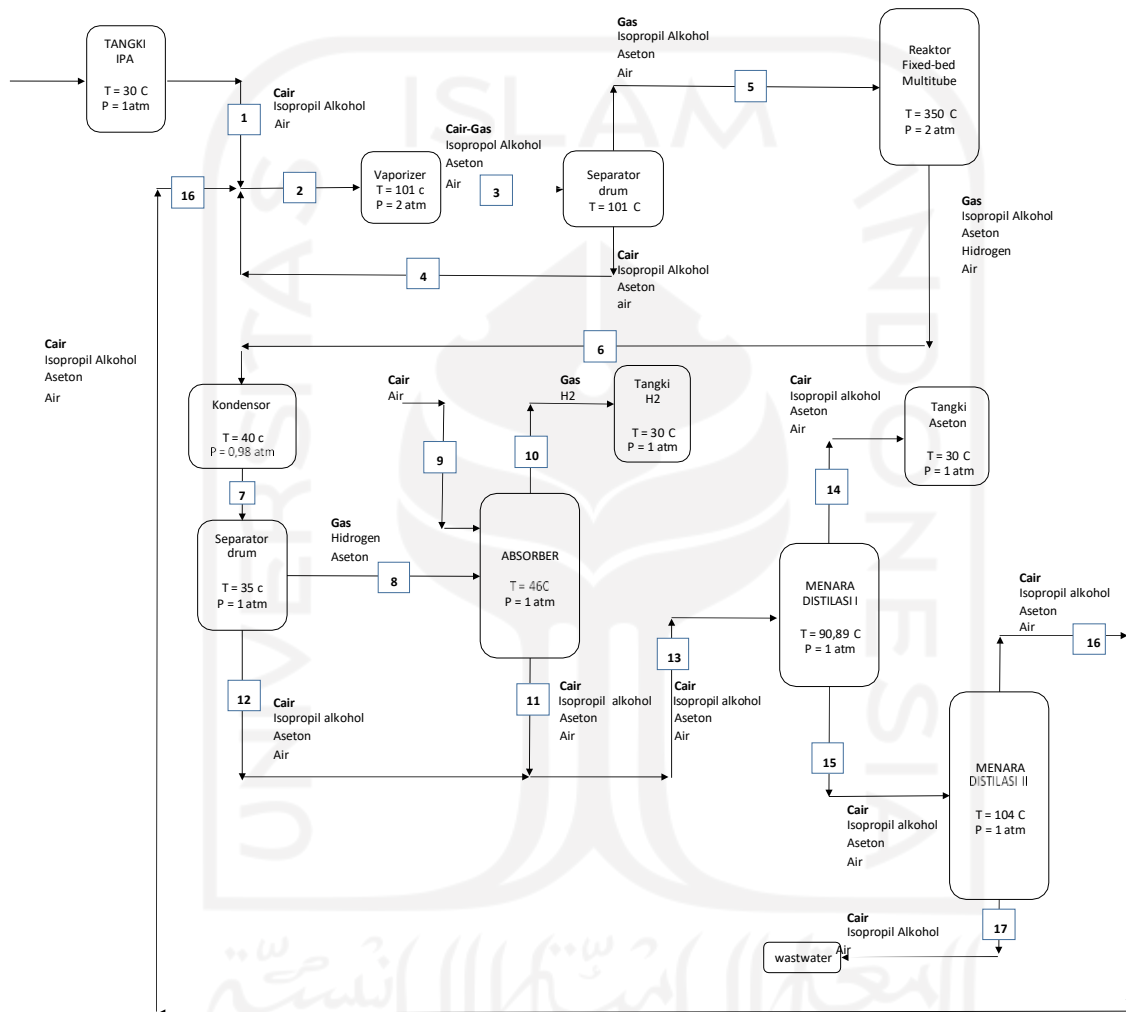 TANGKI
IPA
T = 30 C
P = 1atm
1
Cair
Isopropil Alkohol
Air
16
2
Vaporizer
T = 101 c
P = 2 atm
Cair-Gas
Isopropol Alkohol
Aseton
Air
3
Separator
drum
T = 101 C
Gas
Isopropil Alkohol
Aseton
Air
5
Reaktor
Fixed-bed
Multitube
T = 350 C
P = 2 atm
Gas
Isopropil Alkohol
Aseton
Hidrogen
Air
Cair
Isopropil Alkohol
Aseton
air
4
6
Cair
Isopropil Alkohol
Aseton
Air
Kondensor
T = 40 c
P = 0,98 atm
7
Separator
drum
T = 35 c
P = 1 atm
Cair
Air
9
Gas
H2
10
Tangki
H2
T = 30 C
P = 1 atm
Gas
Hidrogen
Aseton
8
ABSORBER
T = 46C
P = 1 atm
Cair
Isopropil alkohol
Aseton
Air
14
Tangki
Aseton
T = 30 C
P = 1 atm
MENARA
DISTILASI I
T = 90,89 C
P = 1 atm
12
Cair
Isopropil alkohol
Aseton
Air
11
Cair
Isopropil alkohol
Aseton
Air
13
Cair
Isopropil alkohol
Aseton
Air
15
Cair
Isopropil alkohol
Aseton
Air
Cair
Isopropil alkohol
Aseton
Air
16
MENARA
DISTILASI II
T = 104 C
P = 1 atm
17
Cair
Isopropil Alkohol
Air
wastwater
ISLAM
UNIVERSITAS
INDONESIA